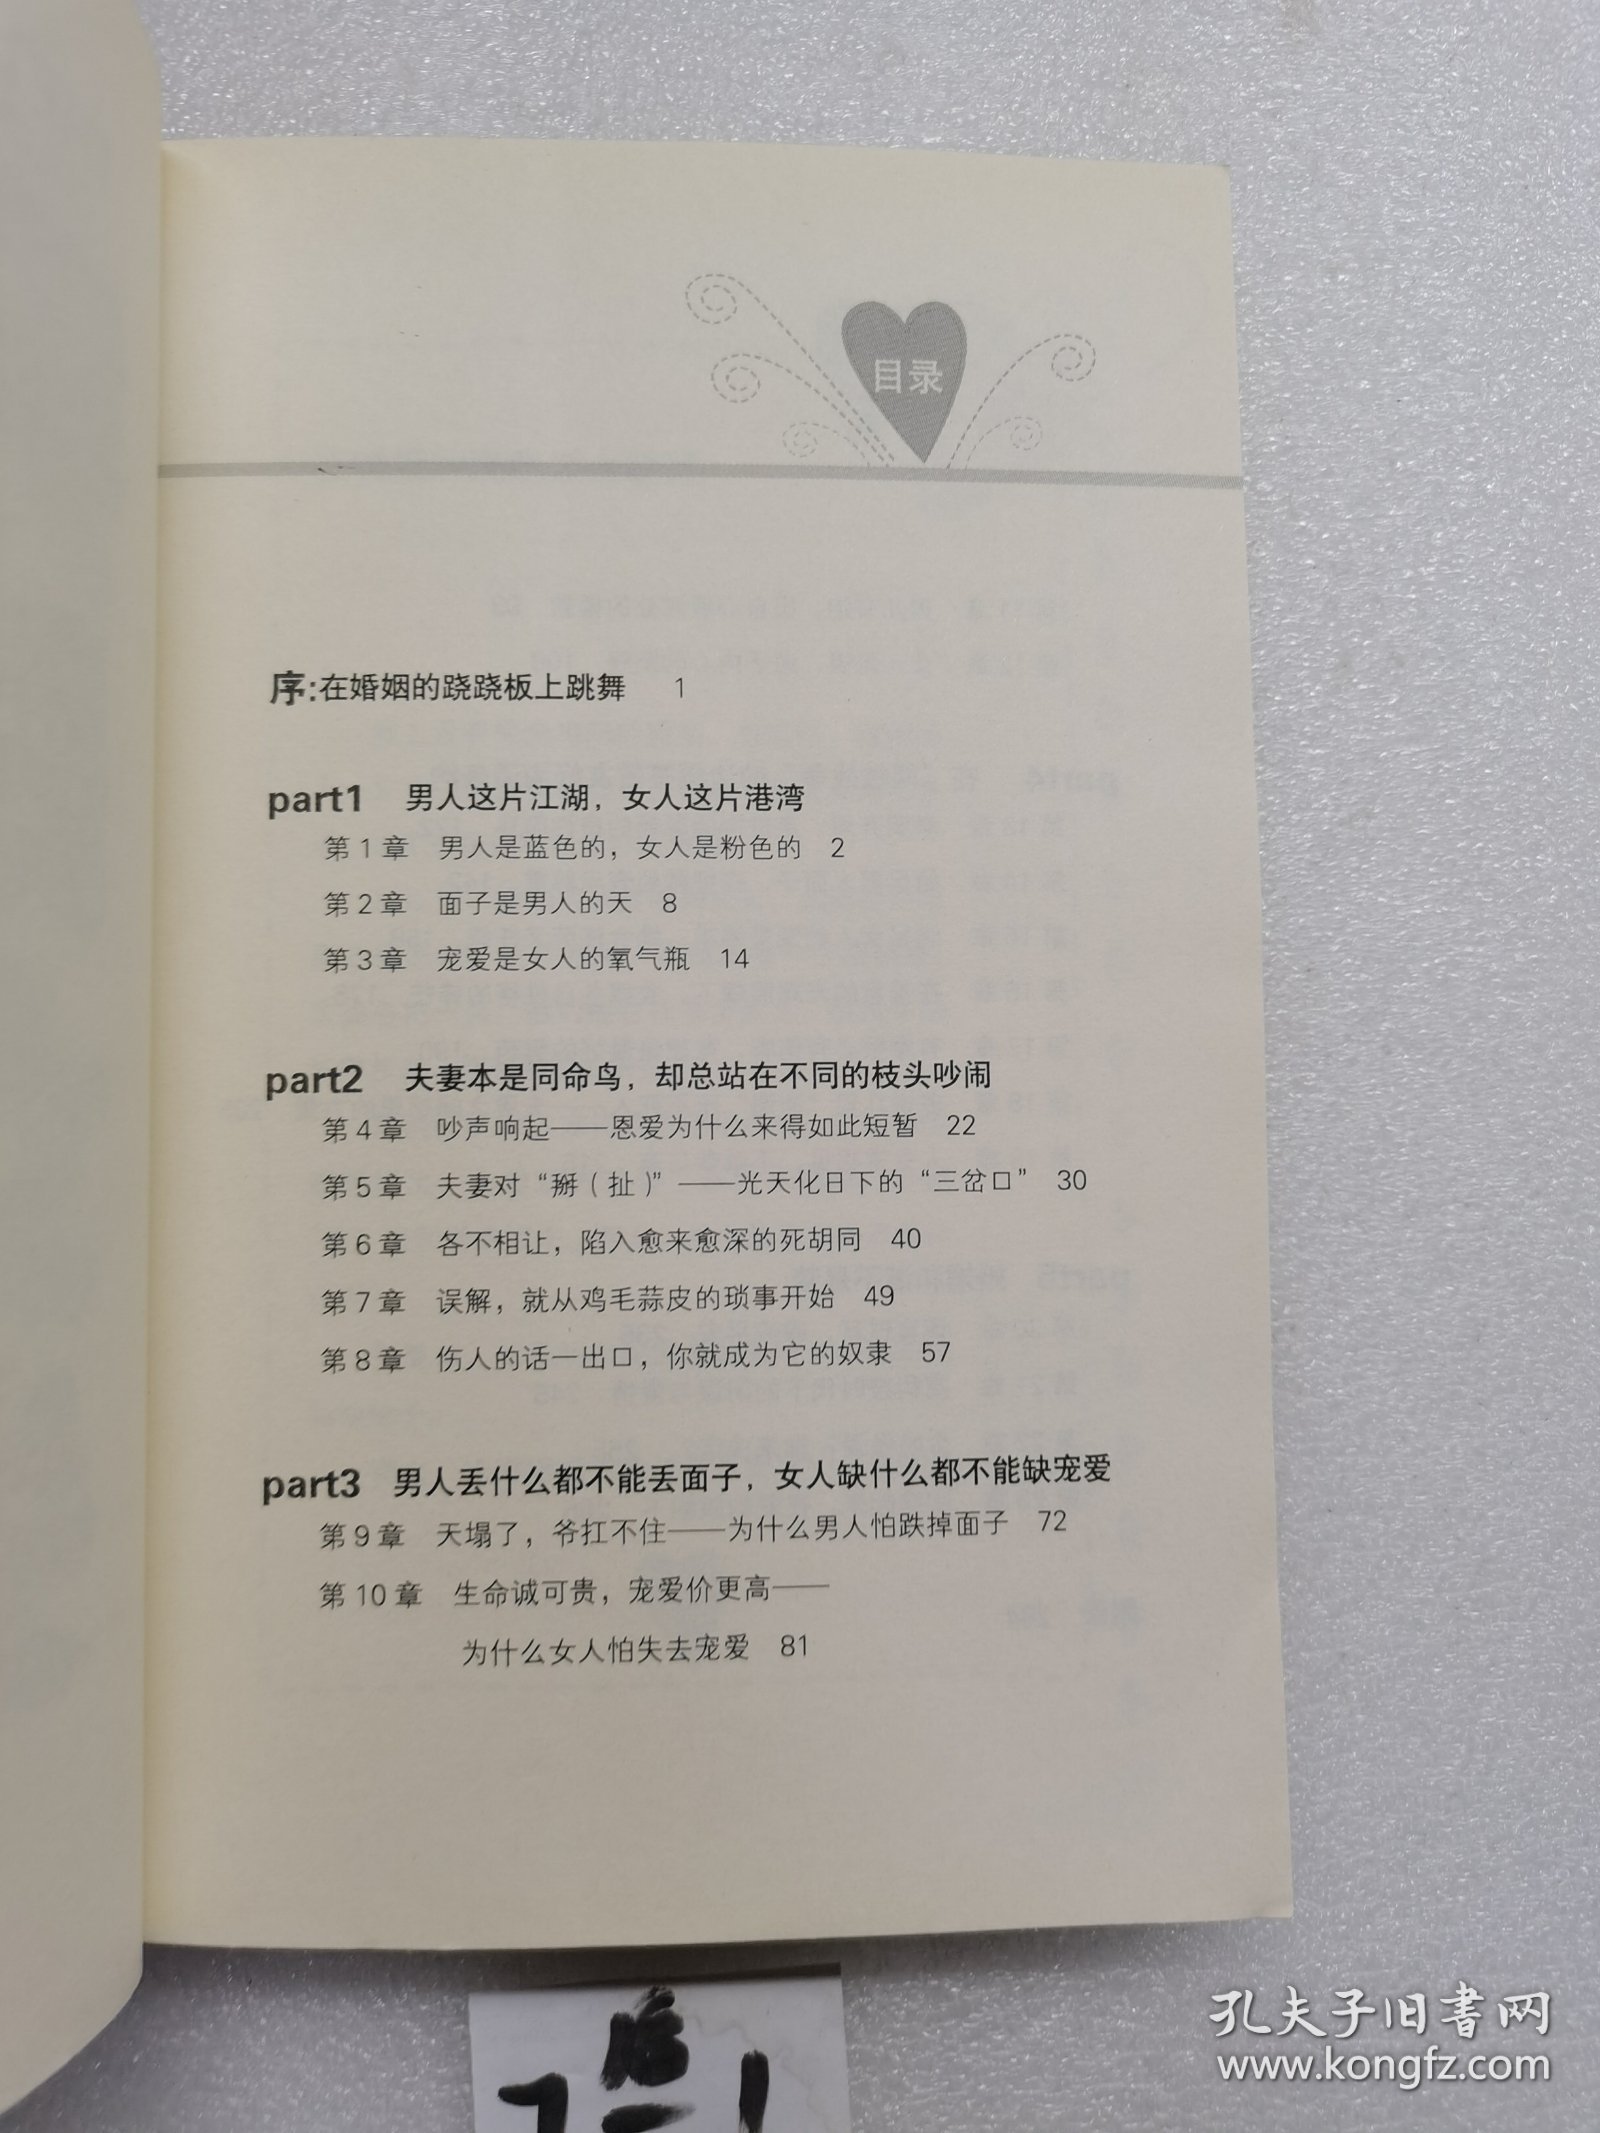 目录
序:在婚姻的跷跷板上跳舞 1
part1 男人这片江湖，女人这片港湾
第1章 男人是蓝色的，女人是粉色的 2
第2章 面子是男人的天 8
第3章 宠爱是女人的氧气瓶 14
part2 夫妻本是同命鸟，却总站在不同的枝头吵闹
第4章 吵声响起——恩爱为什么来得如此短暂 22
第5章 夫妻对“掰（扯）”——光天化日下的“三岔口” 30
第6章 各不相让，陷入愈来愈深的死胡同 40
第7章 误解，就从鸡毛蒜皮的琐事开始 49
第8章 伤人的话一出口，你就成为它的奴隶 57
part3 男人丢什么都不能丢面子，女人缺什么都不能缺宠爱
第9章 天塌了，爷扛不住——为什么男人怕跌掉面子 72
第10章 生命诚可贵，宠爱价更高——
为什么女人怕失去宠爱 81
孔夫子旧书网
www.kongfz.com